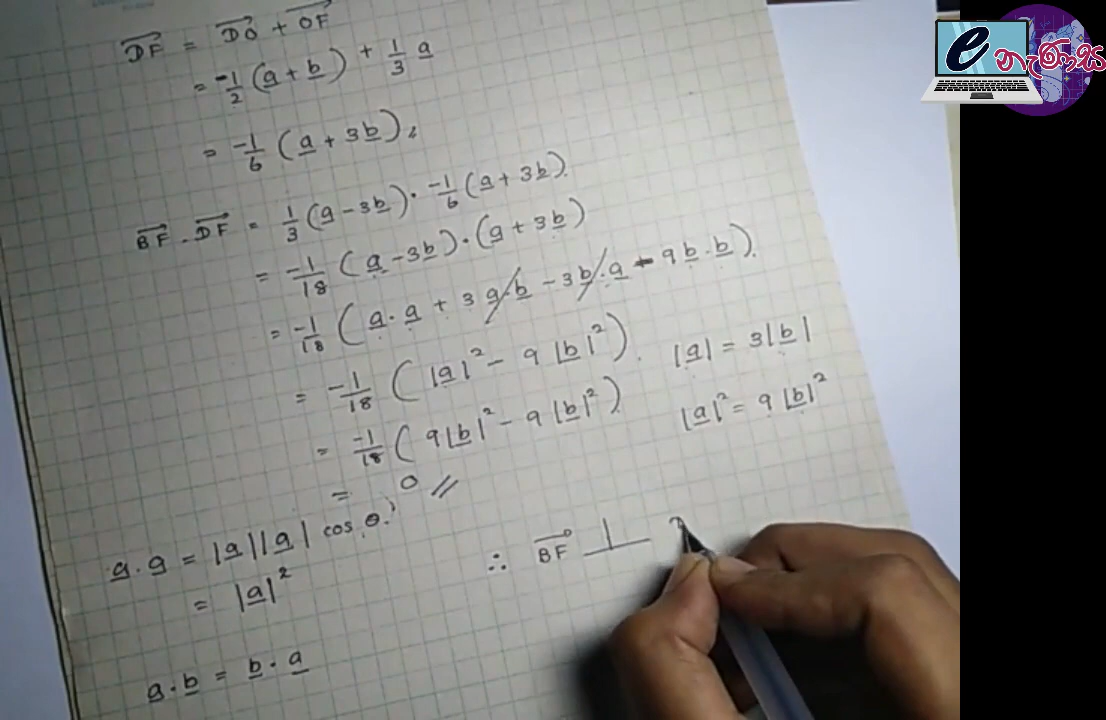 e නැණස
DF = DO + OF
= -1/2 (a + b) + 1/3 a
= -1/6 (a + 3b)
BF . DF = 1/3 (a - 3b) · -1/6 (a + 3b).
= -1/18 (a - 3b) · (a + 3b)
= -1/18 (a · a + 3 a·b - 3 b·a - 9 b · b).
= -1/18 (|a|² - 9 |b|²). |a| = 3|b|
= -1/18 (9|b|² - 9 |b|²). |a|² = 9 |b|²
= 0 //
a · a = |a||a| cos θ
= |a|²
∴ BF ⊥
a · b = b · a